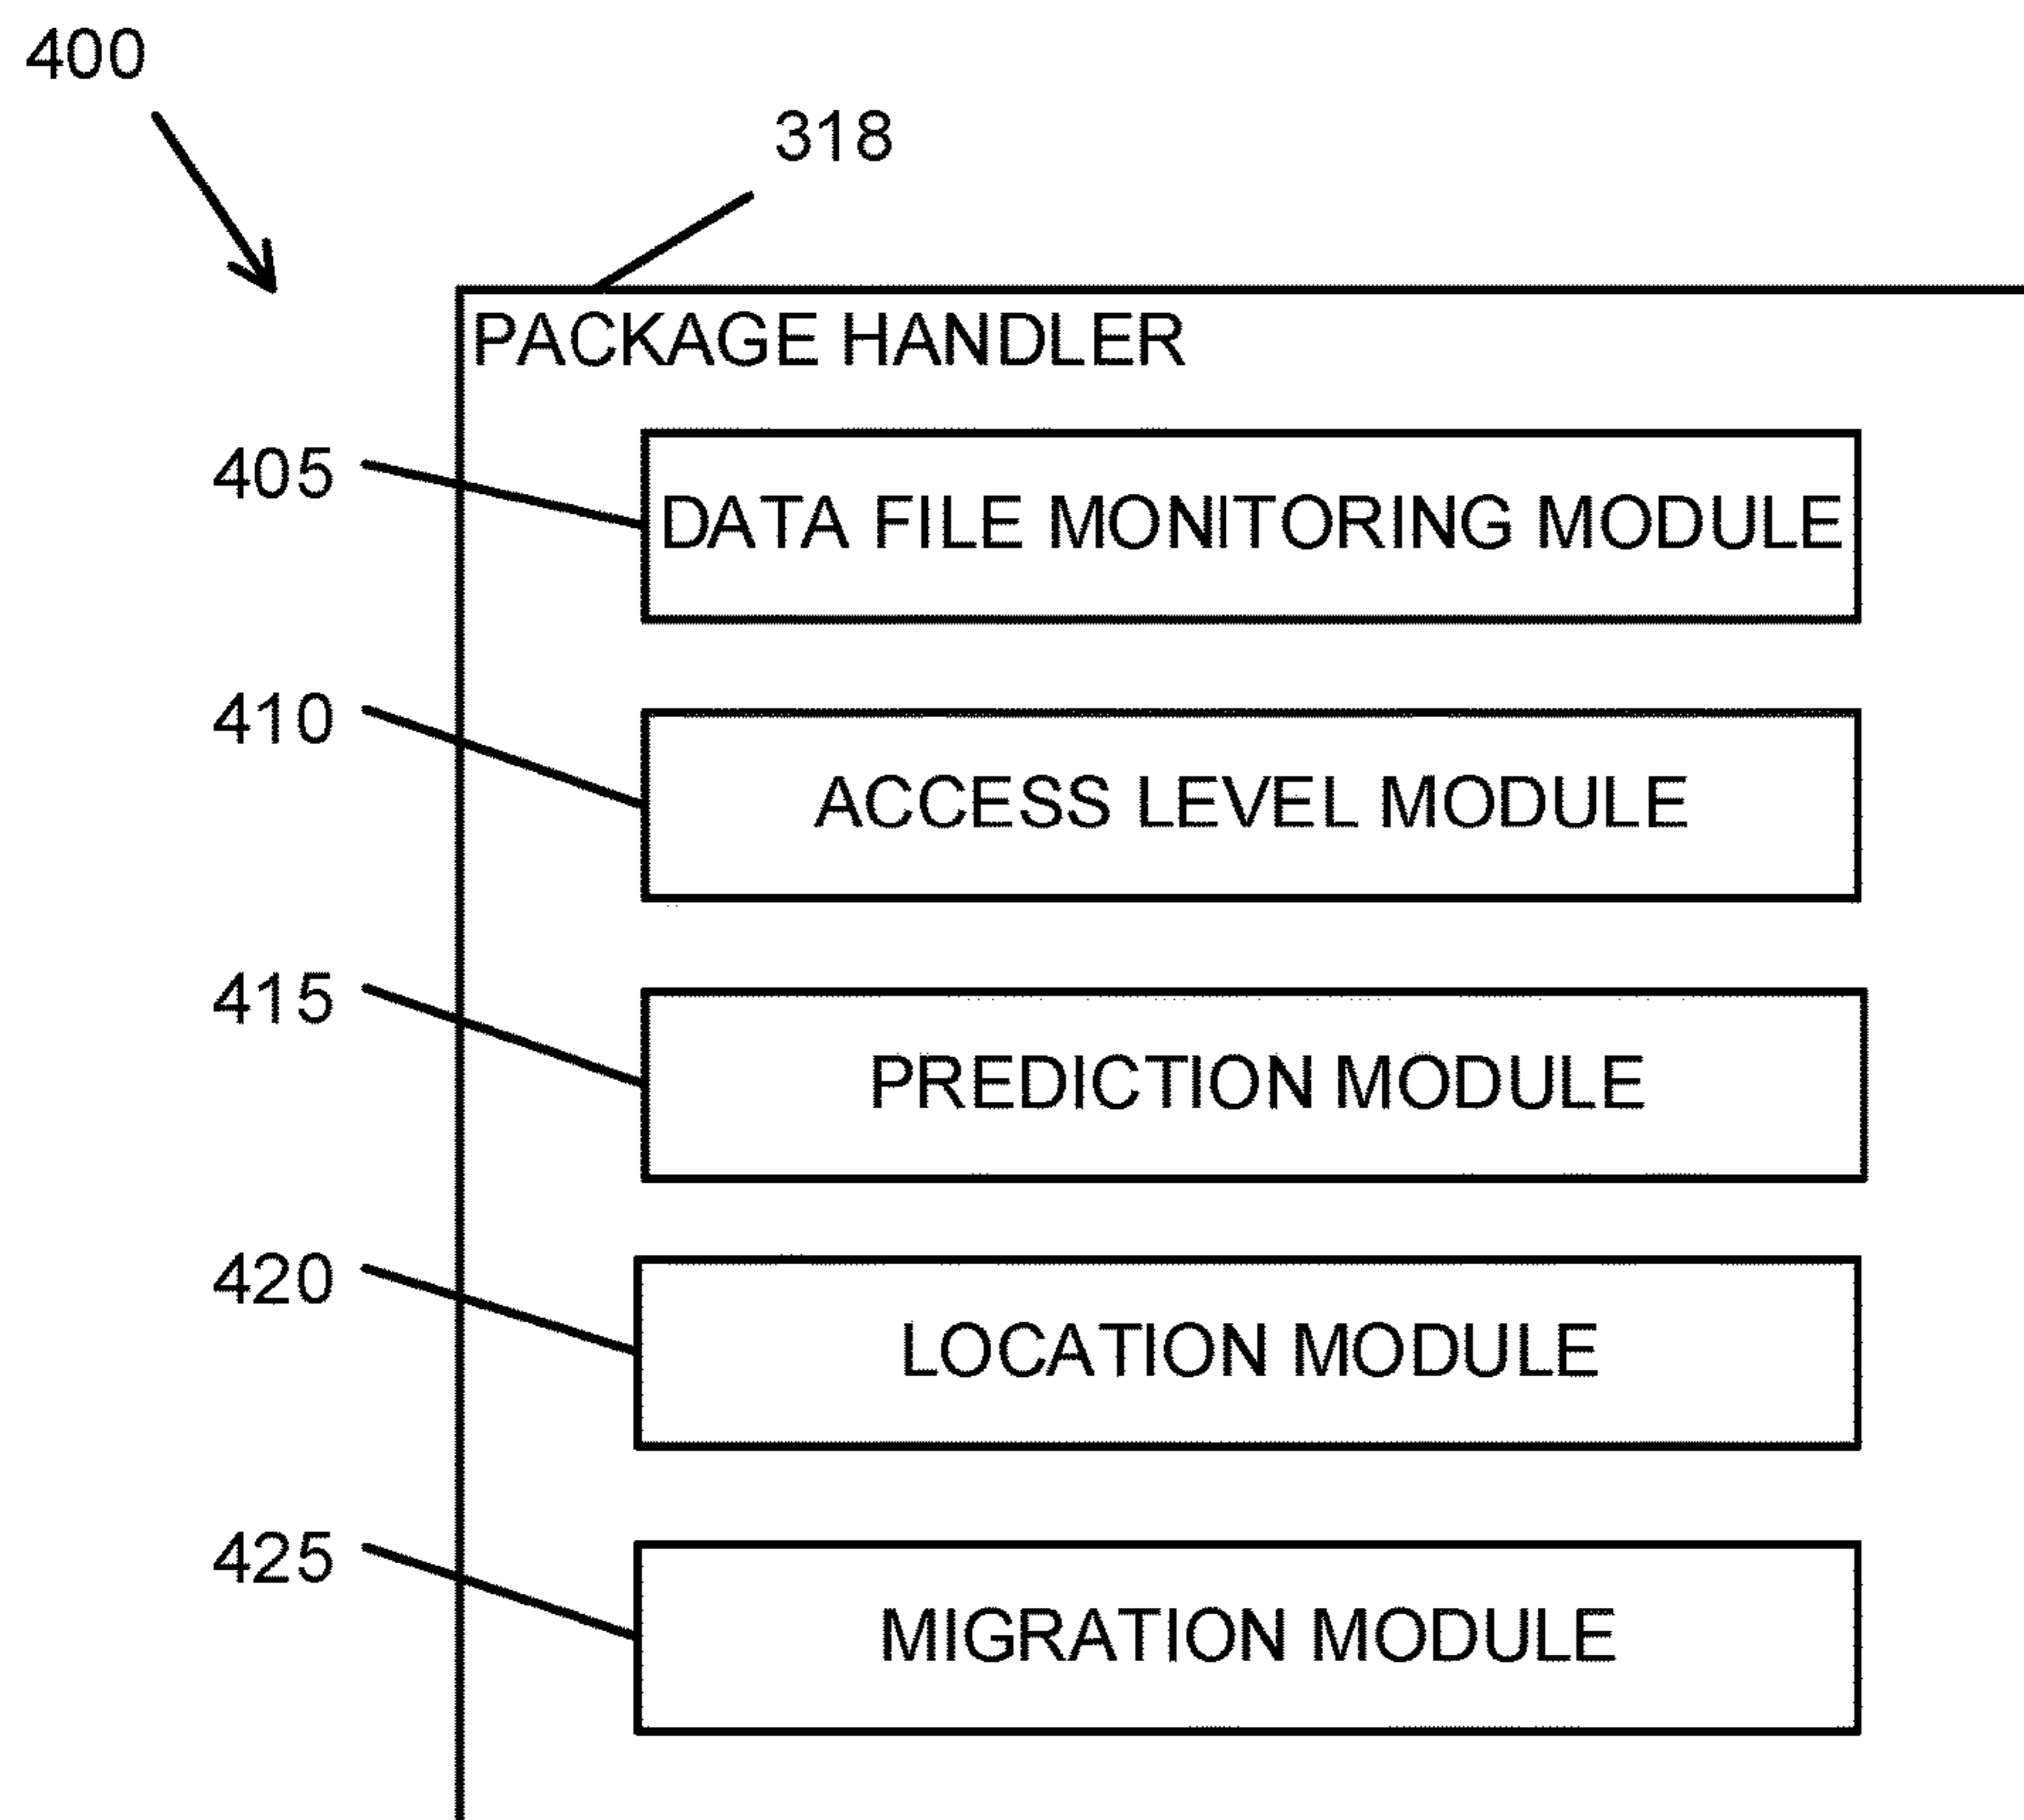 400
318
PACKAGE HANDLER
405
DATA FILE MONITORING MODULE
410
ACCESS LEVEL MODULE
415
PREDICTION MODULE
420
LOCATION MODULE
425
MIGRATION MODULE